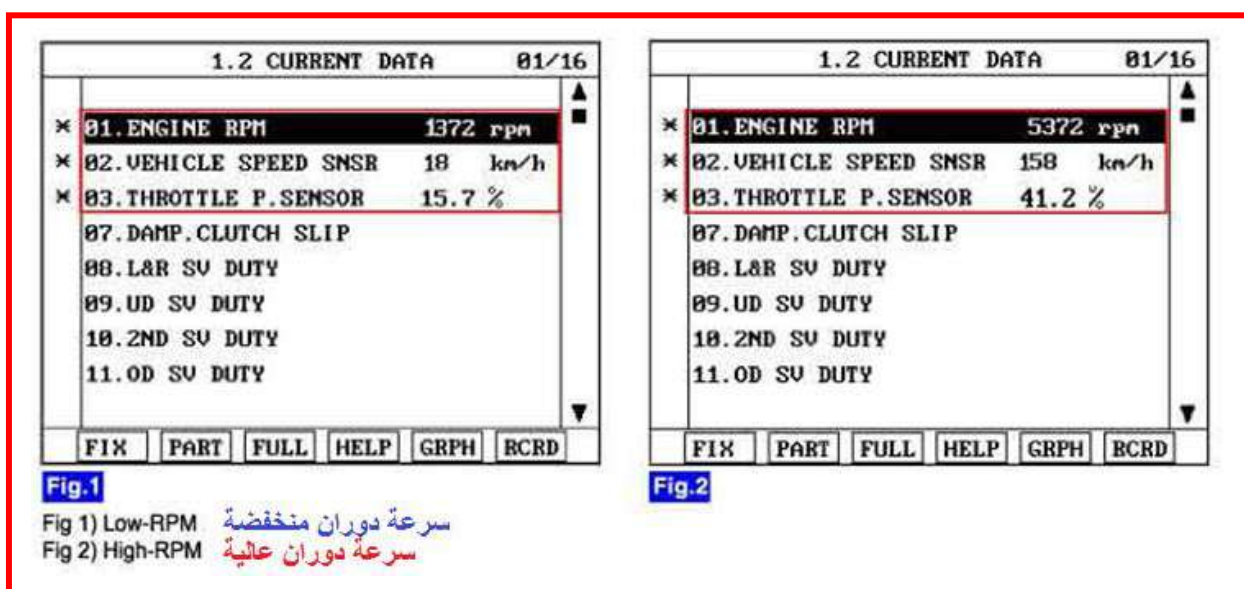 1.2 CURRENT DATA 01/16
▲
* 01.ENGINE RPM 1372 rpm
* 02.VEHICLE SPEED SNSR 18 km/h
* 03.THROTTLE P.SENSOR 15.7 %
07.DAMP.CLUTCH SLIP
08.L&R SV DUTY
09.UD SV DUTY
10.2ND SV DUTY
11.OD SV DUTY
▼
FIX PART FULL HELP GRPH RCRD
Fig.1
1.2 CURRENT DATA 01/16
▲
* 01.ENGINE RPM 5372 rpm
* 02.VEHICLE SPEED SNSR 158 km/h
* 03.THROTTLE P.SENSOR 41.2 %
07.DAMP.CLUTCH SLIP
08.L&R SV DUTY
09.UD SV DUTY
10.2ND SV DUTY
11.OD SV DUTY
▼
FIX PART FULL HELP GRPH RCRD
Fig.2
Fig 1) Low-RPM سرعة دوران منخفضة
Fig 2) High-RPM سرعة دوران عالية